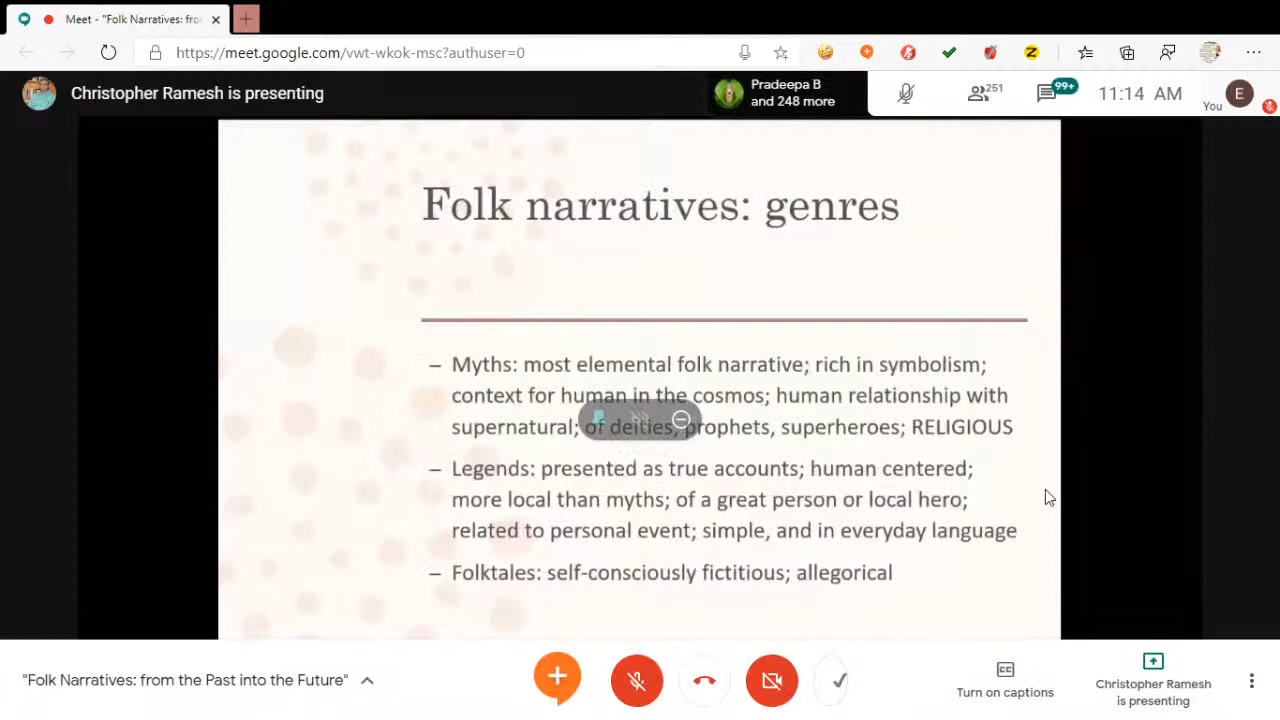 Meet - "Folk Narratives: fro
https://meet.google.com/vwt-wkok-msc?authuser=0
Christopher Ramesh is presenting
Pradeepa B
and 248 more
251
99+
11:14 AM
You
E
Folk narratives: genres
– Myths: most elemental folk narrative; rich in symbolism;
context for human in the cosmos; human relationship with
supernatural; of deities, prophets, superheroes; RELIGIOUS
– Legends: presented as true accounts; human centered;
more local than myths; of a great person or local hero;
related to personal event; simple, and in everyday language
– Folktales: self-consciously fictitious; allegorical
"Folk Narratives: from the Past into the Future"
CC
Turn on captions
Christopher Ramesh
is presenting